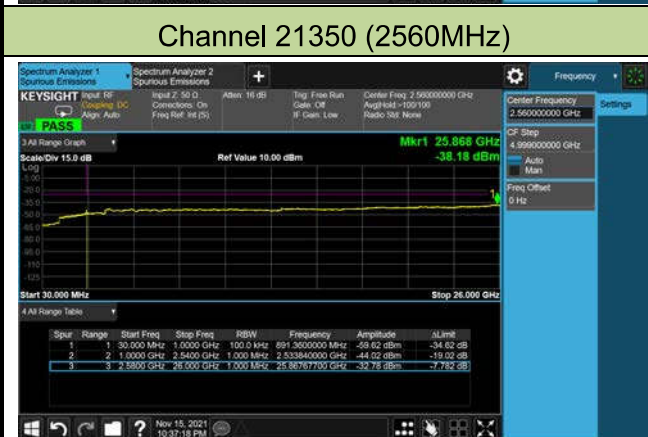 Channel 21350 (2560MHz)
Spectrum Analyzer 1
Spurious Emissions
Spectrum Analyzer 2
Spurious Emissions
+
Frequency
KEYSIGHT Input: RF
Coupling: DC
Align: Auto
Input Z: 50 Ω
Corrections: On
Freq Ref: Int (S)
Atten: 16 dB
Trig: Free Run
Gate: Off
IF Gain: Low
Center Freq: 2.560000000 GHz
Avg|Hold:>100/100
Radio Std: None
PASS
Center Frequency
2.560000000 GHz
Settings
CF Step
4.999000000 GHz
Auto
Man
Freq Offset
0 Hz
3 All Range Graph
Mkr1 25.868 GHz
Scale/Div 15.0 dB
Ref Value 10.00 dBm
-38.18 dBm
Log
1
Start 30.000 MHz
Stop 26.000 GHz
4 All Range Table
Spur Range Start Freq Stop Freq RBW Frequency Amplitude ΔLimit
1 1 30.000 MHz 1.0000 GHz 100.0 kHz 891.3600000 MHz -59.62 dBm -34.62 dB
2 2 1.0000 GHz 2.5400 GHz 1.000 MHz 2.533840000 GHz -44.02 dBm -19.02 dB
3 3 2.5800 GHz 26.000 GHz 1.000 MHz 25.86767700 GHz -32.78 dBm -7.782 dB
Nov 15, 2021
10:37:18 PM